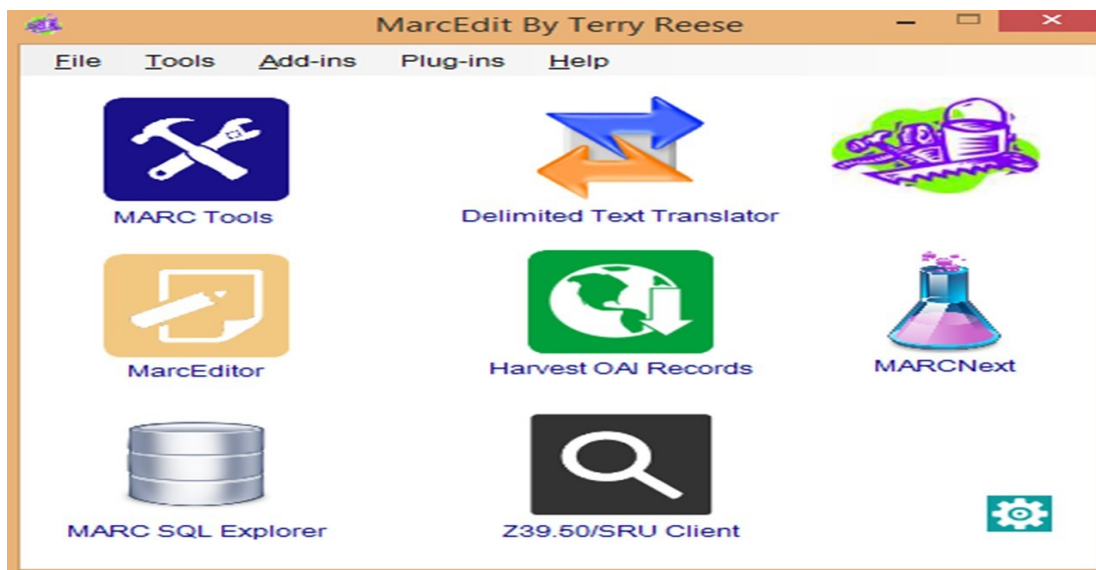 MarcEdit By Terry Reese
File Tools Add-ins Plug-ins Help
MARC Tools
Delimited Text Translator
MarcEditor
Harvest OAI Records
MARCNext
MARC SQL Explorer
Z39.50/SRU Client